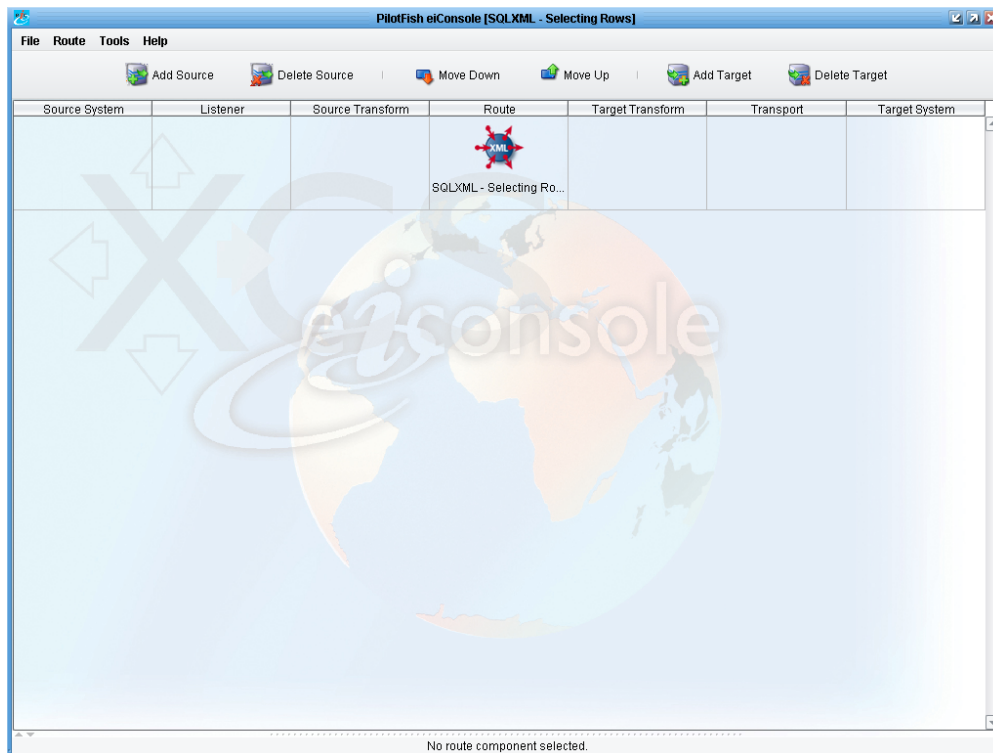 PilotFish eiConsole [SQLXML - Selecting Rows]
File Route Tools Help
Add Source Delete Source Move Down Move Up Add Target Delete Target
Source System Listener Source Transform Route Target Transform Transport Target System
XML
SQLXML - Selecting Ro...
XCS
eiconsole
No route component selected.